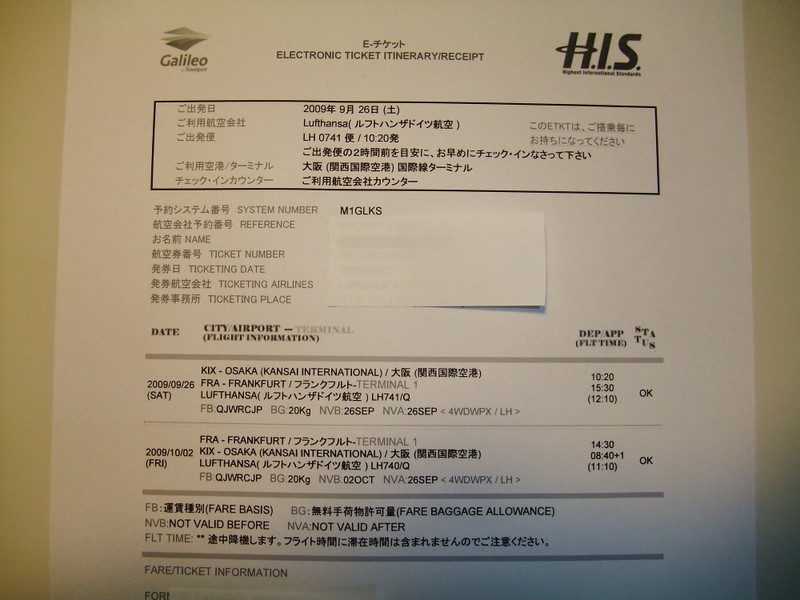 Galileo
by Travelport
E-チケット
ELECTRONIC TICKET ITINERARY/RECEIPT
H.I.S.
Highest International Standards
ご出発日 2009年 9月 26日 (土)
ご利用航空会社 Lufthansa( ルフトハンザドイツ航空 )
ご出発便 LH 0741 便 / 10:20発
このETKTは、ご搭乗毎に
お持ちになってください
ご出発の2時間前を目安に、お早めにチェック・インなさって下さい
ご利用空港/ターミナル 大阪 (関西国際空港) 国際線ターミナル
チェック・インカウンター ご利用航空会社カウンター
予約システム番号 SYSTEM NUMBER M1GLKS
航空会社予約番号 REFERENCE
お名前 NAME
航空券番号 TICKET NUMBER
発券日 TICKETING DATE
発券航空会社 TICKETING AIRLINES
発券事務所 TICKETING PLACE
DATE CITY/AIRPORT — TERMINAL DEP/APP STA
(FLIGHT INFORMATION) (FLT TIME) TUS
KIX - OSAKA (KANSAI INTERNATIONAL) / 大阪 (関西国際空港) 10:20
2009/09/26 FRA - FRANKFURT / フランクフルト-TERMINAL 1 15:30
(SAT) LUFTHANSA( ルフトハンザドイツ航空 ) LH741/Q (12:10) OK
FB:QJWRCJP BG:20Kg NVB:26SEP NVA:26SEP < 4WDWPX / LH >
FRA - FRANKFURT / フランクフルト-TERMINAL 1 14:30
2009/10/02 KIX - OSAKA (KANSAI INTERNATIONAL) / 大阪 (関西国際空港) 08:40+1
(FRI) LUFTHANSA( ルフトハンザドイツ航空 ) LH740/Q (11:10) OK
FB:QJWRCJP BG:20Kg NVB:02OCT NVA:26SEP < 4WDWPX / LH >
FB:運賃種別(FARE BASIS) BG:無料手荷物許可量(FARE BAGGAGE ALLOWANCE)
NVB:NOT VALID BEFORE NVA:NOT VALID AFTER
FLT TIME: ** 途中降機します。フライト時間に滞在時間は含まれませんのでご注意ください。
FARE/TICKET INFORMATION